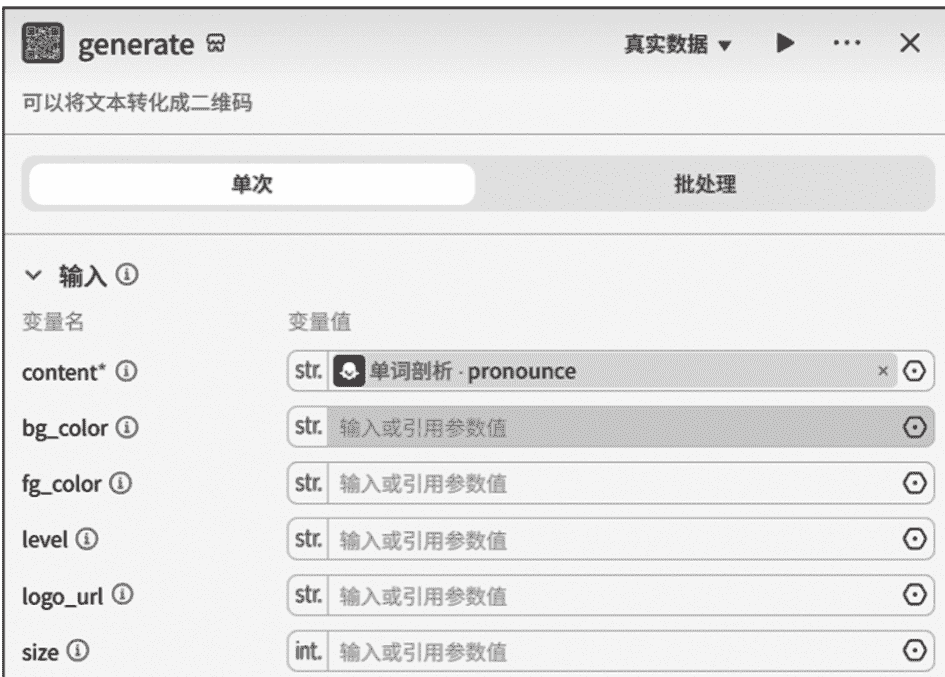 generate 真实数据
可以将文本转化成二维码
单次 批处理
输入
变量名 变量值
content* str. 单词剖析 · pronounce
bg_color str. 输入或引用参数值
fg_color str. 输入或引用参数值
level str. 输入或引用参数值
logo_url str. 输入或引用参数值
size int. 输入或引用参数值